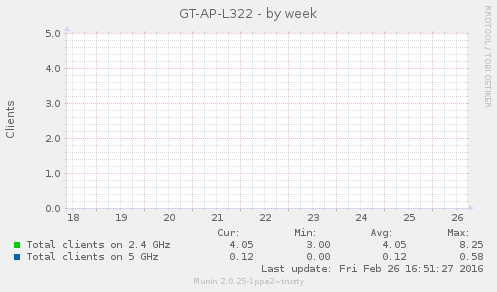 GT-AP-L322 - by week
RRDTOOL / TOBI OETIKER
Clients
5.0
4.0
3.0
2.0
1.0
0.0
18 19 20 21 22 23 24 25 26
Cur: Min: Avg: Max:
Total clients on 2.4 GHz 4.05 3.00 4.05 8.25
Total clients on 5 GHz 0.12 0.00 0.12 0.58
Last update: Fri Feb 26 16:51:27 2016
Munin 2.0.25-1ppa2~trusty